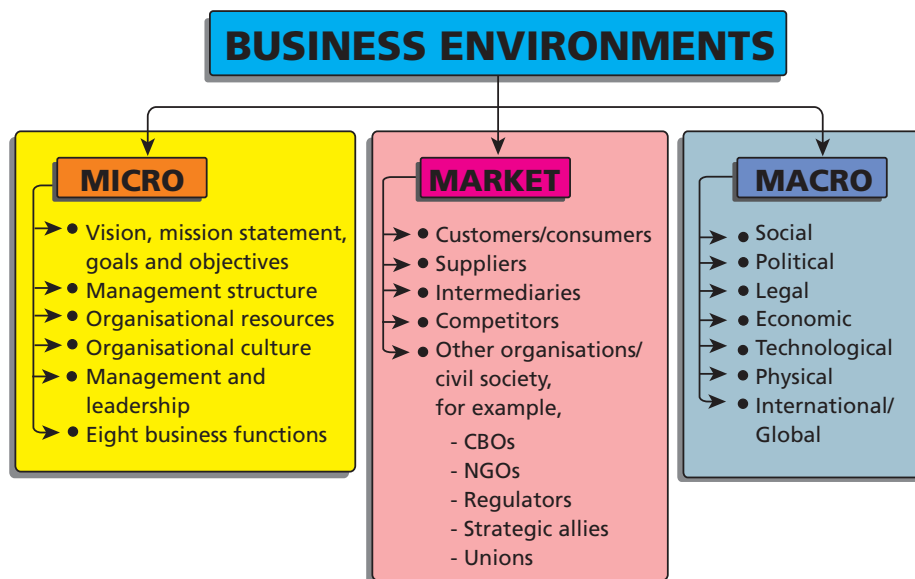 BUSINESS ENVIRONMENTS
MICRO
• Vision, mission statement,
goals and objectives
• Management structure
• Organisational resources
• Organisational culture
• Management and
leadership
• Eight business functions
MARKET
• Customers/consumers
• Suppliers
• Intermediaries
• Competitors
• Other organisations/
civil society,
for example,
- CBOs
- NGOs
- Regulators
- Strategic allies
- Unions
MACRO
• Social
• Political
• Legal
• Economic
• Technological
• Physical
• International/
Global